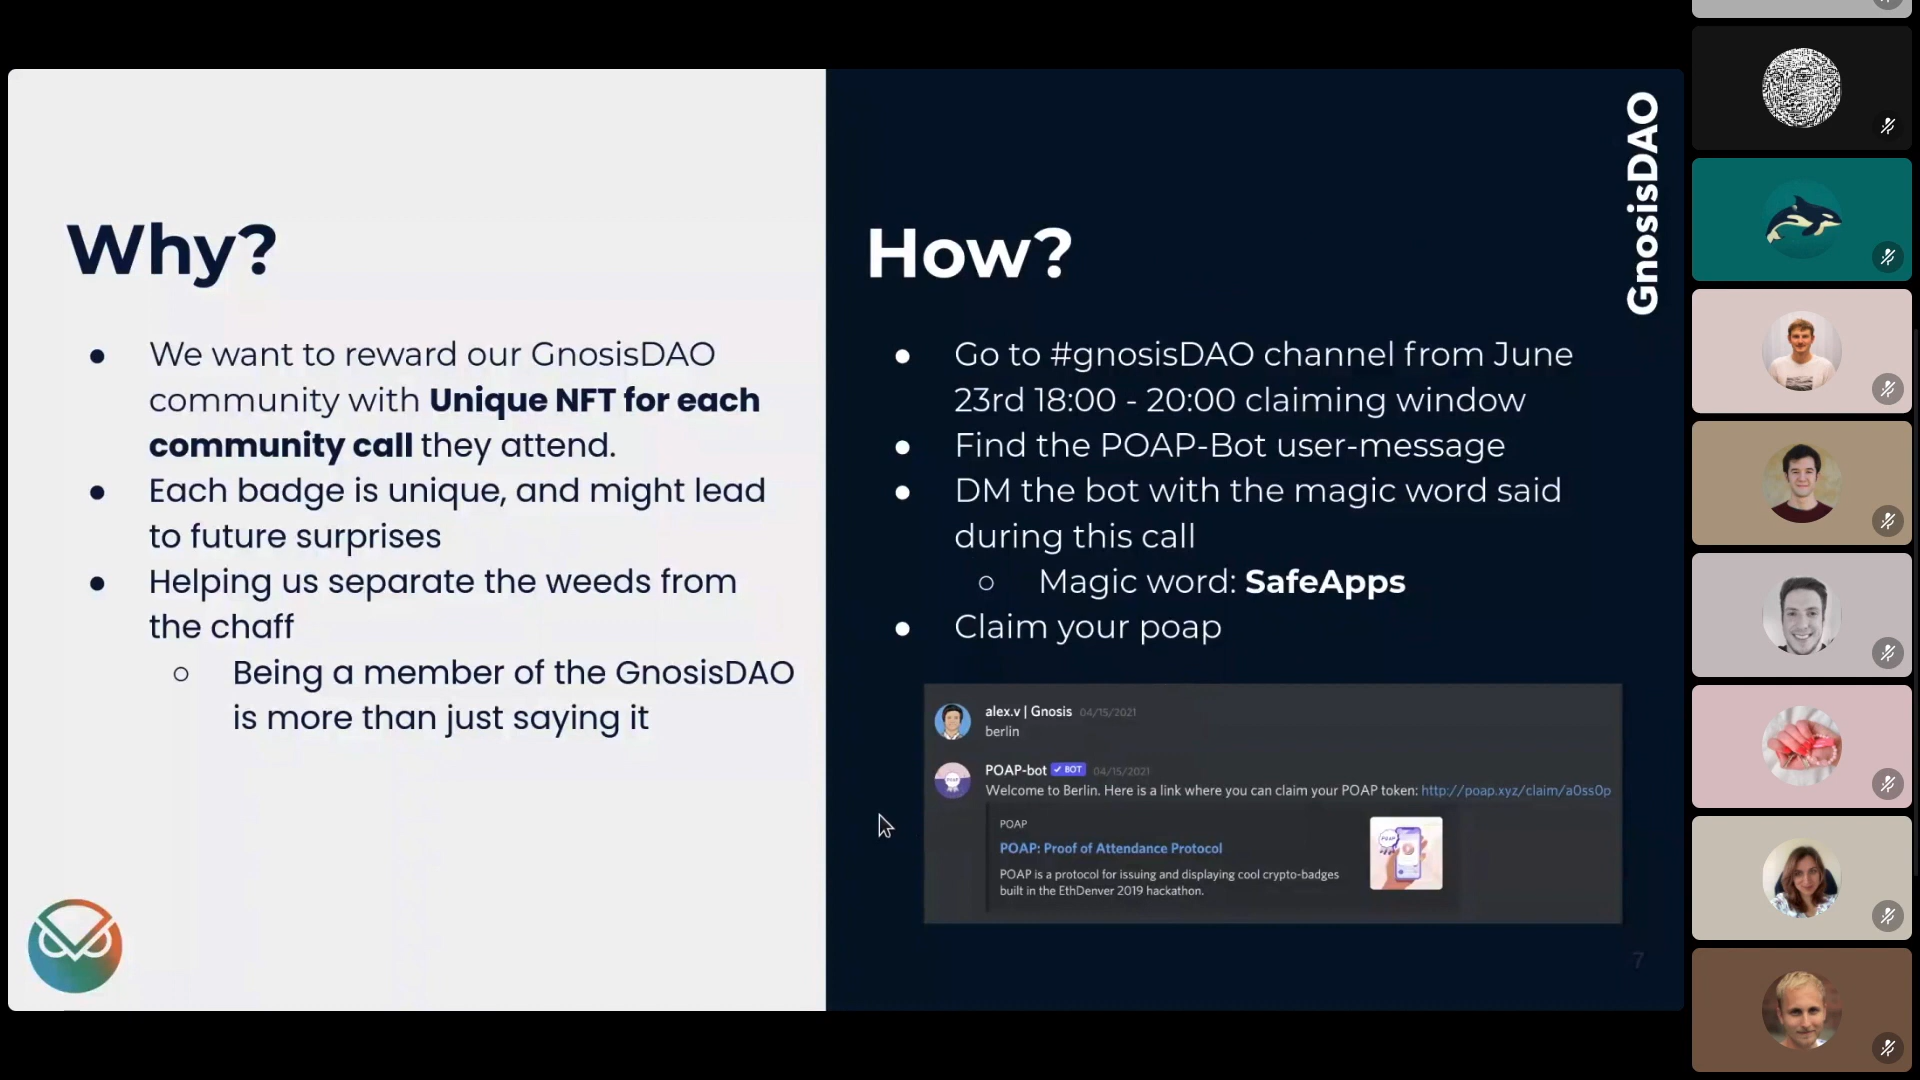 Why?
We want to reward our GnosisDAO
community with Unique NFT for each
community call they attend.
Each badge is unique, and might lead
to future surprises
Helping us separate the weeds from
the chaff
Being a member of the GnosisDAO
is more than just saying it
GnosisDAO
How?
Go to #gnosisDAO channel from June
23rd 18:00 - 20:00 claiming window
Find the POAP-Bot user-message
DM the bot with the magic word said
during this call
Magic word: SafeApps
Claim your poap
alex.v | Gnosis 04/15/2021
berlin
POAP-bot BOT 04/15/2021
Welcome to Berlin. Here is a link where you can claim your POAP token: http://poap.xyz/claim/a0ss0p
POAP
POAP: Proof of Attendance Protocol
POAP is a protocol for issuing and displaying cool crypto-badges
built in the EthDenver 2019 hackathon.
7